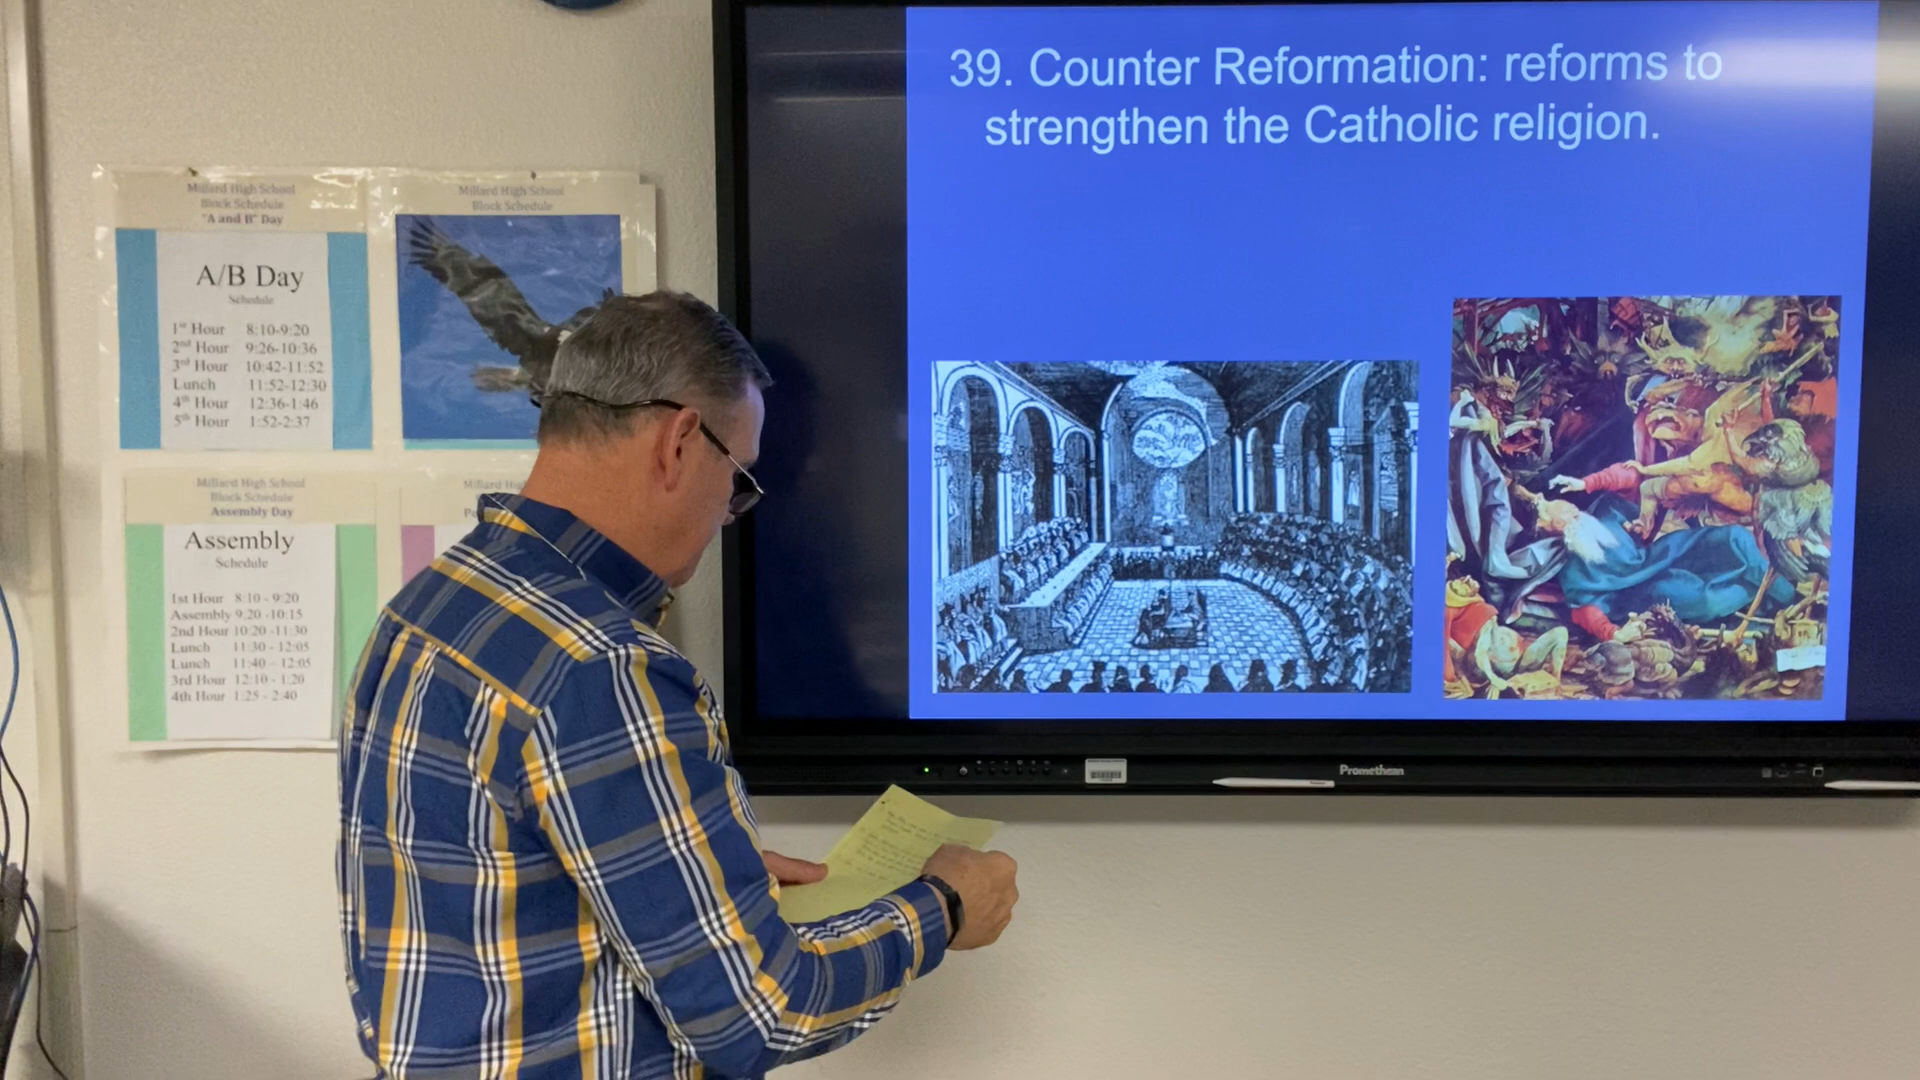 39. Counter Reformation: reforms to
strengthen the Catholic religion.
Millard High School
Block Schedule
"A and B" Day
A/B Day
Schedule
1st Hour 8:10-9:20
2nd Hour 9:26-10:36
3rd Hour 10:42-11:52
Lunch 11:52-12:30
4th Hour 12:36-1:46
5th Hour 1:52-2:37
Millard High School
Block Schedule
Millard High School
Block Schedule
Assembly Day
Assembly
Schedule
1st Hour 8:10 - 9:20
Assembly 9:20 -10:15
2nd Hour 10:20 -11:30
Lunch 11:30 - 12:05
Lunch 11:40 - 12:05
3rd Hour 12:10 - 1:20
4th Hour 1:25 - 2:40
Millard
Promethean